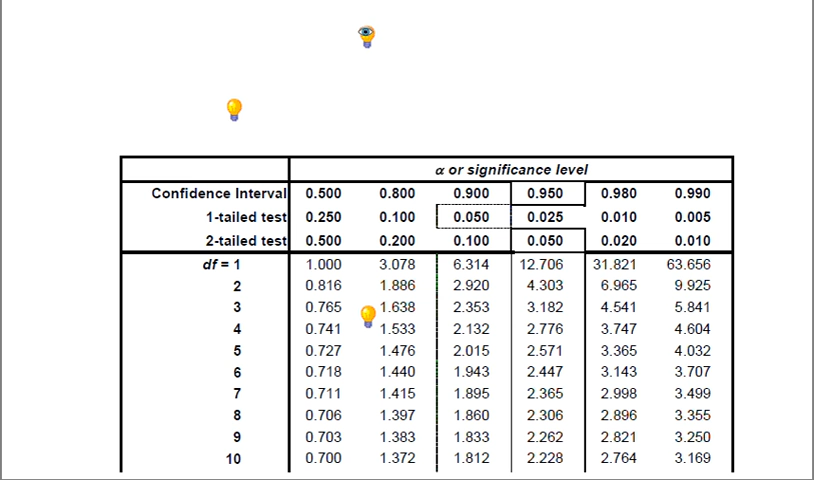 α or significance level
Confidence Interval 0.500 0.800 0.900 0.950 0.980 0.990
1-tailed test 0.250 0.100 0.050 0.025 0.010 0.005
2-tailed test 0.500 0.200 0.100 0.050 0.020 0.010
df = 1 1.000 3.078 6.314 12.706 31.821 63.656
2 0.816 1.886 2.920 4.303 6.965 9.925
3 0.765 1.638 2.353 3.182 4.541 5.841
4 0.741 1.533 2.132 2.776 3.747 4.604
5 0.727 1.476 2.015 2.571 3.365 4.032
6 0.718 1.440 1.943 2.447 3.143 3.707
7 0.711 1.415 1.895 2.365 2.998 3.499
8 0.706 1.397 1.860 2.306 2.896 3.355
9 0.703 1.383 1.833 2.262 2.821 3.250
10 0.700 1.372 1.812 2.228 2.764 3.169